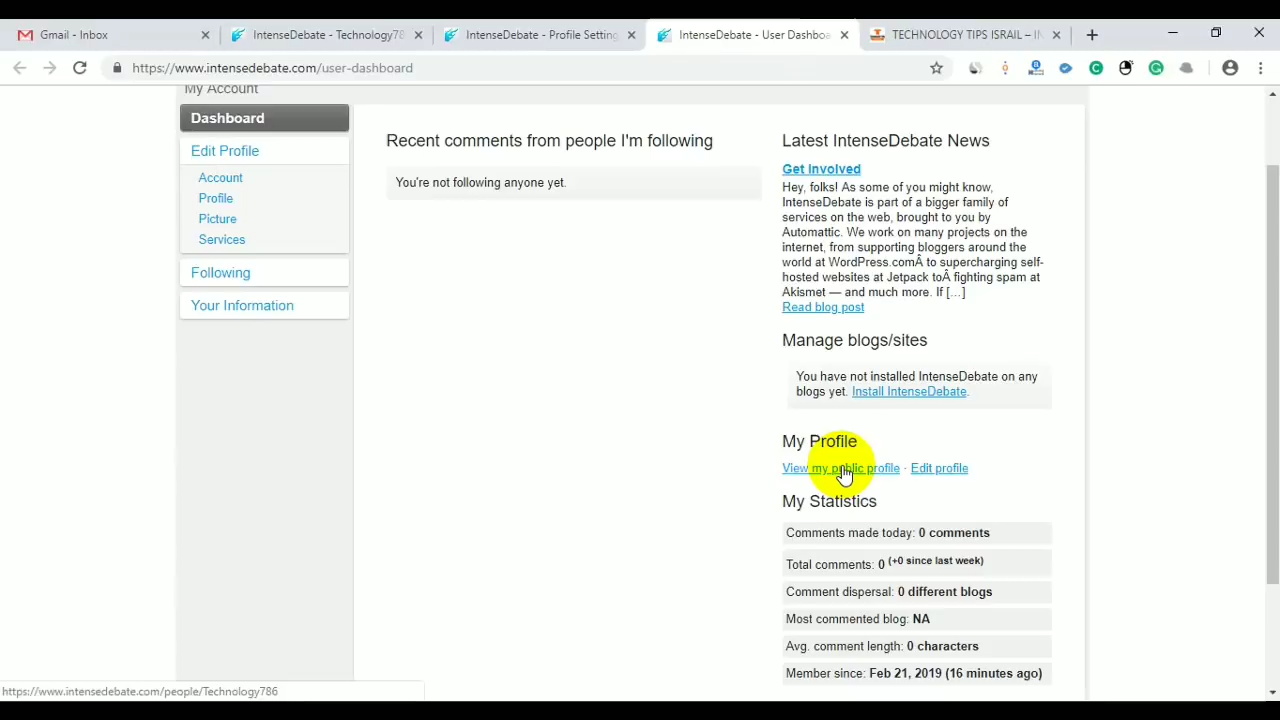 Gmail - Inbox
IntenseDebate - Technology78
IntenseDebate - Profile Setting
IntenseDebate - User Dashboa
TECHNOLOGY TIPS ISRAIL – IN
https://www.intensedebate.com/user-dashboard
My Account
Dashboard
Edit Profile
Account
Profile
Picture
Services
Following
Your Information
Recent comments from people I'm following
You're not following anyone yet.
Latest IntenseDebate News
Get Involved
Hey, folks! As some of you might know,
IntenseDebate is part of a bigger family of
services on the web, brought to you by
Automattic. We work on many projects on the
internet, from supporting bloggers around the
world at WordPress.comÂ to supercharging self-
hosted websites at Jetpack toÂ fighting spam at
Akismet — and much more. If […]
Read blog post
Manage blogs/sites
You have not installed IntenseDebate on any
blogs yet. Install IntenseDebate.
My Profile
View my public profile · Edit profile
My Statistics
Comments made today: 0 comments
Total comments: 0 (+0 since last week)
Comment dispersal: 0 different blogs
Most commented blog: NA
Avg. comment length: 0 characters
Member since: Feb 21, 2019 (16 minutes ago)
https://www.intensedebate.com/people/Technology786